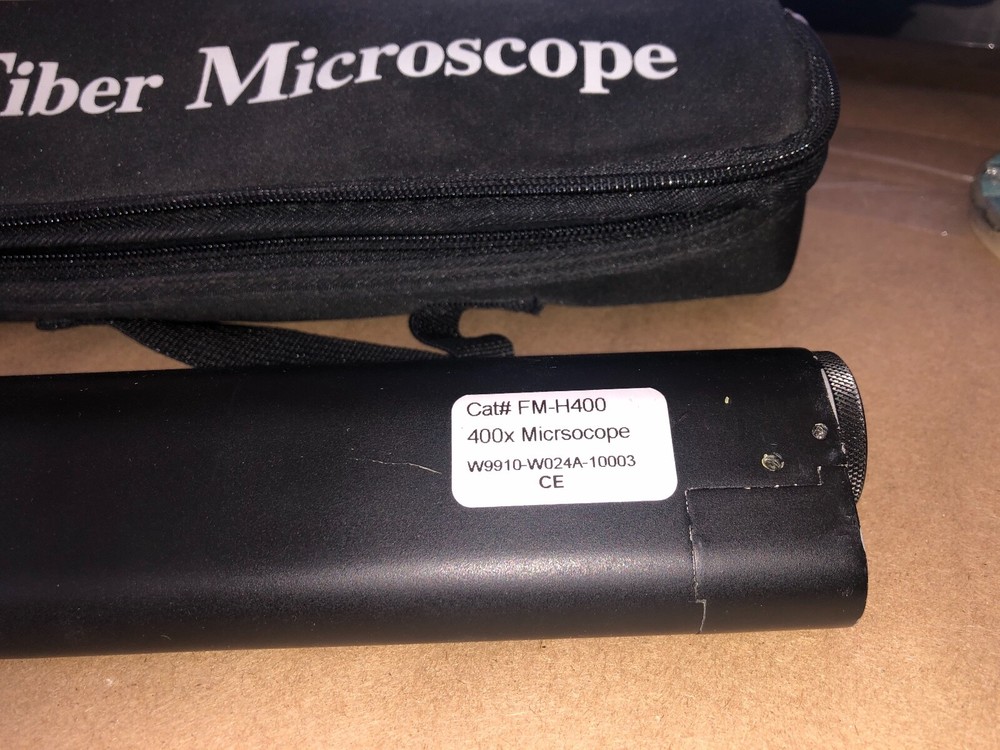 Fiber Microscope
Cat# FM-H400
400x Micrsocope
W9910-W024A-10003
CE